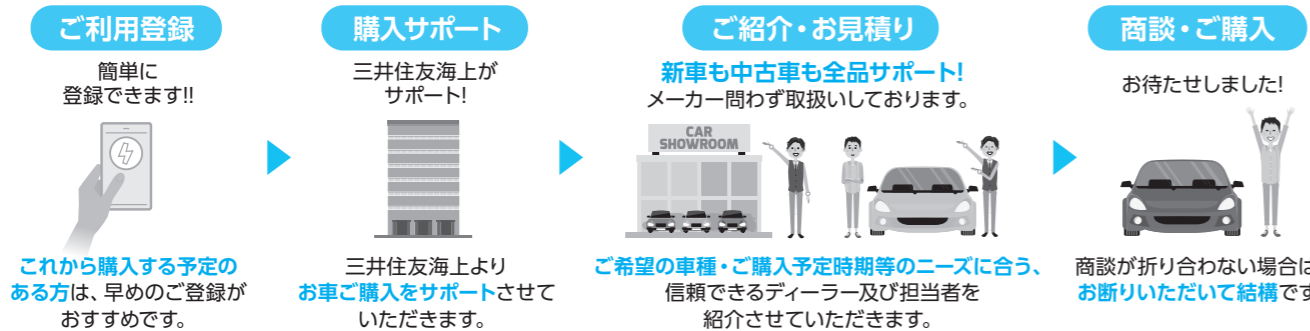 ご利用登録
簡単に
登録できます!!
これから購入する予定の
ある方は、早めのご登録が
おすすめです。
購入サポート
三井住友海上が
サポート!
三井住友海上より
お車ご購入をサポートさせて
いただきます。
ご紹介・お見積り
新車も中古車も全品サポート!
メーカー問わず取扱いしております。
CAR
SHOWROOM
ご希望の車種・ご購入予定時期等のニーズに合う、
信頼できるディーラー及び担当者を
紹介させていただきます。
商談・ご購入
お待たせしました!
商談が折り合わない場合は
お断りいただいて結構です